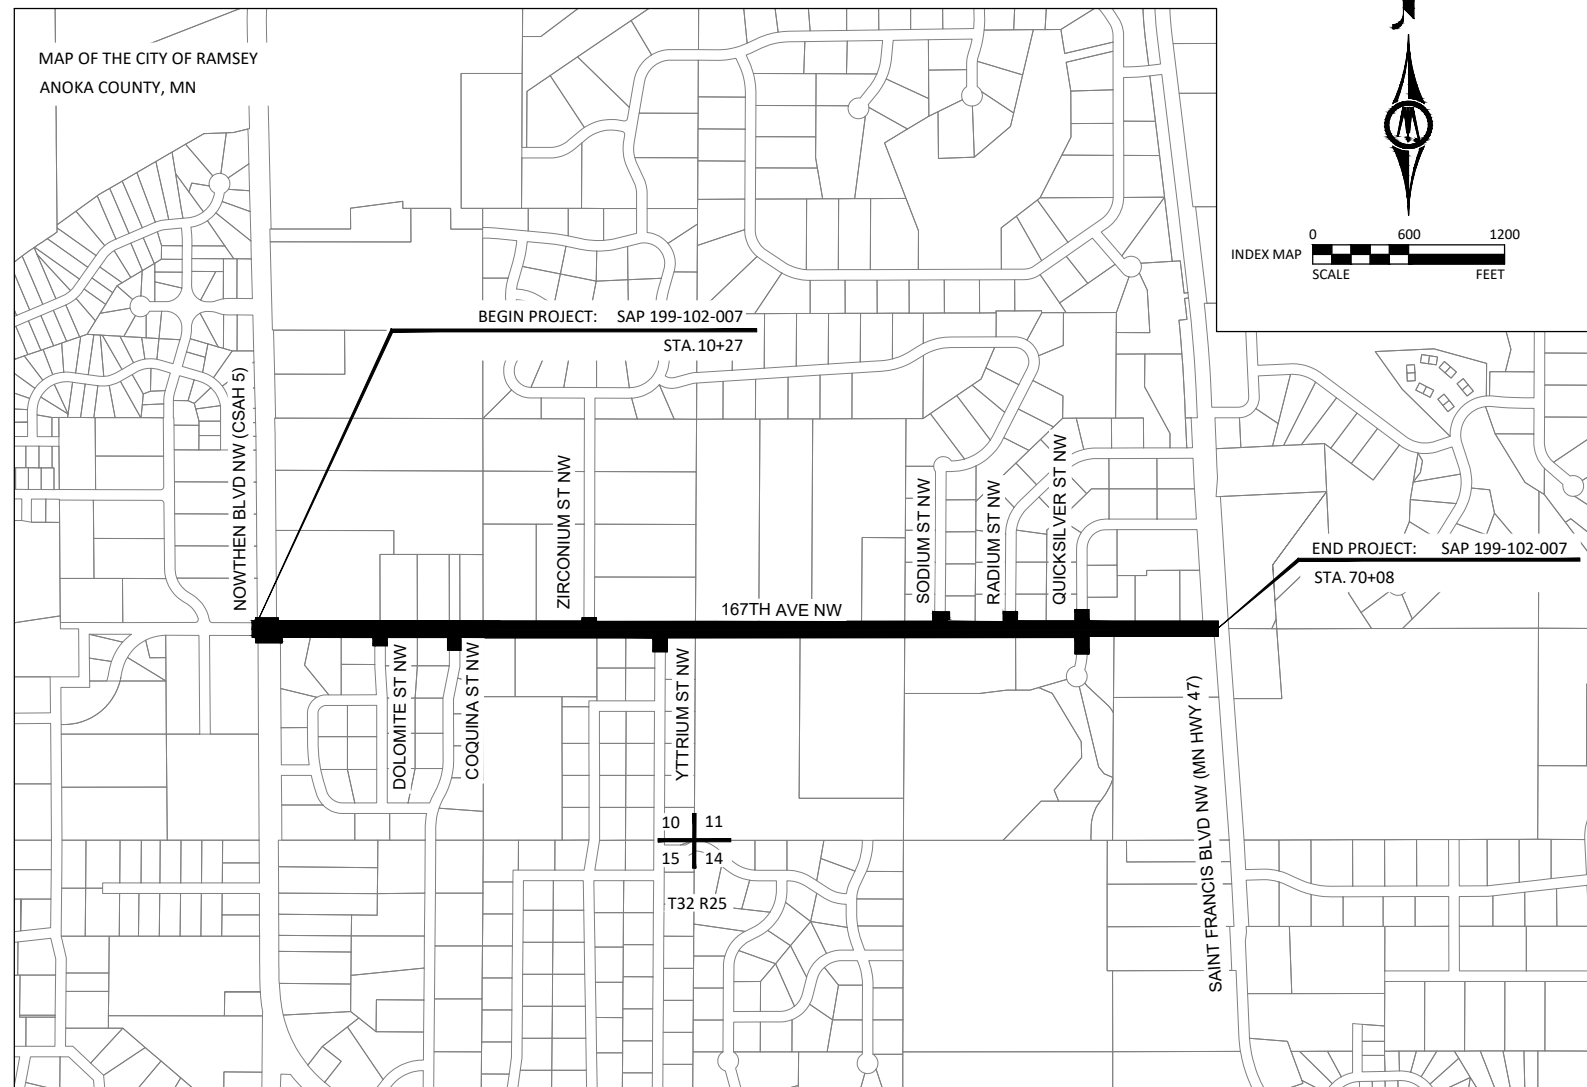 MAP OF THE CITY OF RAMSEY
ANOKA COUNTY, MN
N
0 600 1200
INDEX MAP
SCALE FEET
BEGIN PROJECT: SAP 199-102-007
STA. 10+27
NOWTHEN BLVD NW (CSAH 5)
ZIRCONIUM ST NW
SODIUM ST NW
RADIUM ST NW
QUICKSILVER ST NW
END PROJECT: SAP 199-102-007
STA. 70+08
167TH AVE NW
DOLOMITE ST NW
COQUINA ST NW
YTTRIUM ST NW
SAINT FRANCIS BLVD NW (MN HWY 47)
10 11
15 14
T32 R25